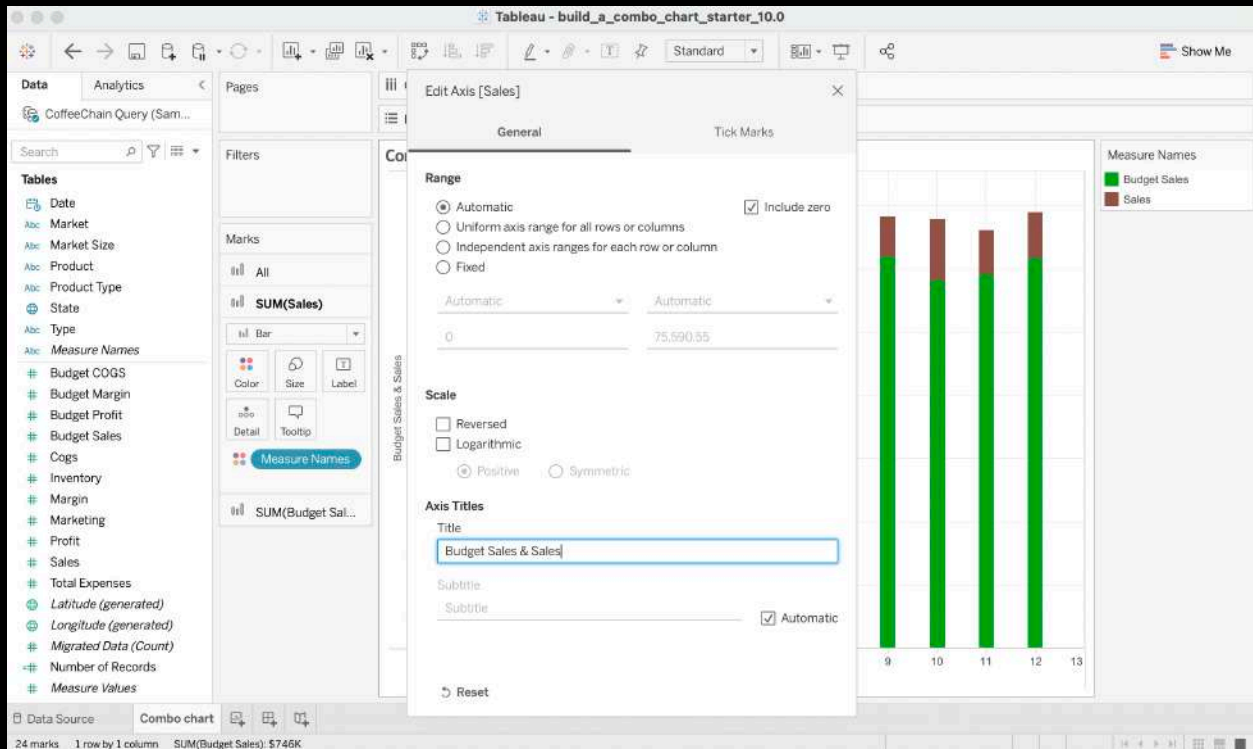 Tableau - build_a_combo_chart_starter_10.0
Standard
Show Me
Data
Analytics
CoffeeChain Query (Sam...
Search
Tables
Date
Abc Market
Abc Market Size
Abc Product
Abc Product Type
State
Abc Type
Abc Measure Names
# Budget COGS
# Budget Margin
# Budget Profit
# Budget Sales
# Cogs
# Inventory
# Margin
# Marketing
# Profit
# Sales
# Total Expenses
Latitude (generated)
Longitude (generated)
# Migrated Data (Count)
=# Number of Records
# Measure Values
Pages
Filters
Marks
All
SUM(Sales)
Bar
Color
Size
T
Label
Detail
Tooltip
Measure Names
SUM(Budget Sal...
Budget Sales & Sales
Edit Axis [Sales]
General
Tick Marks
Range
Automatic
Include zero
Uniform axis range for all rows or columns
Independent axis ranges for each row or column
Fixed
Automatic
Automatic
0
75,590.55
Scale
Reversed
Logarithmic
Positive
Symmetric
Axis Titles
Title
Budget Sales & Sales
Subtitle
Subtitle
Automatic
Reset
9 10 11 12 13
Measure Names
Budget Sales
Sales
Data Source
Combo chart
24 marks 1 row by 1 column SUM(Budget Sales): $746K